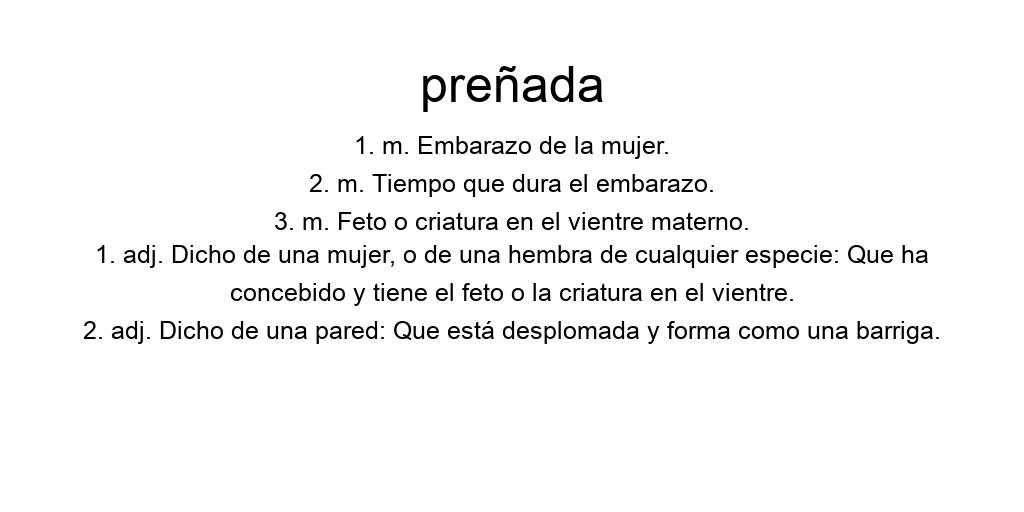 preñada
1. m. Embarazo de la mujer.
2. m. Tiempo que dura el embarazo.
3. m. Feto o criatura en el vientre materno.
1. adj. Dicho de una mujer, o de una hembra de cualquier especie: Que ha
concebido y tiene el feto o la criatura en el vientre.
2. adj. Dicho de una pared: Que está desplomada y forma como una barriga.